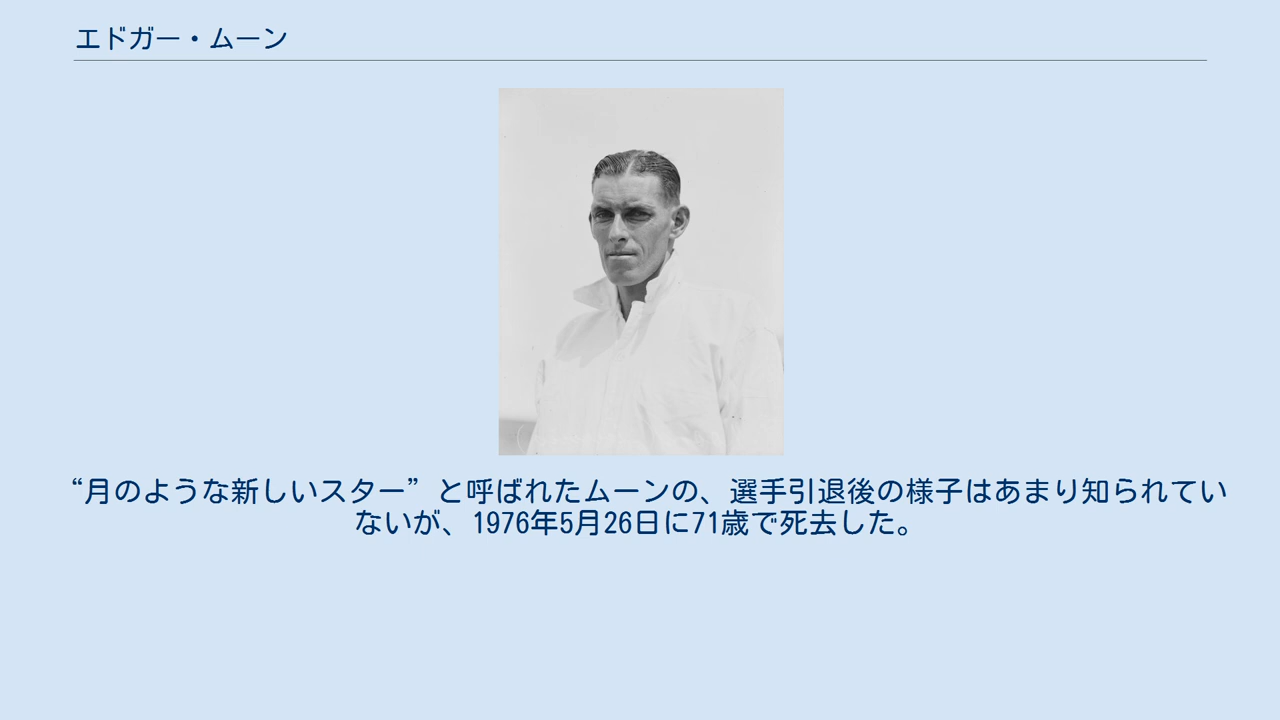 エドガー・ムーン
“月のような新しいスター”と呼ばれたムーンの、選手引退後の様子はあまり知られてい
ないが、1976年5月26日に71歳で死去した。